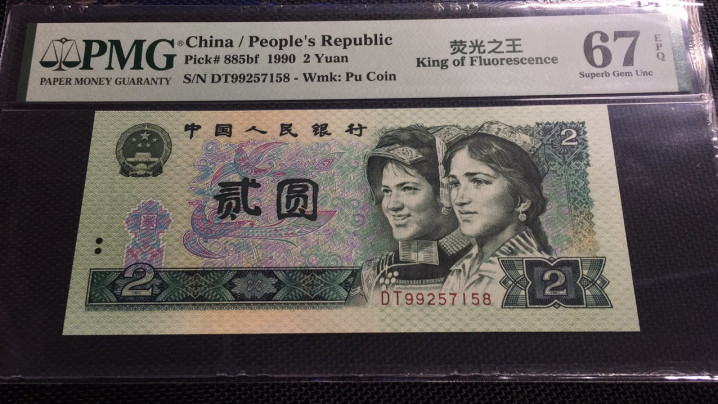 PMG® China / People's Republic
Pick# 885bf 1990 2 Yuan
PAPER MONEY GUARANTY
S/N DT99257158 - Wmk: Pu Coin
荧光之王
King of Fluorescence
67 EPQ
Superb Gem Unc
中国人民银行
2
贰圆
2
2
DT99257158